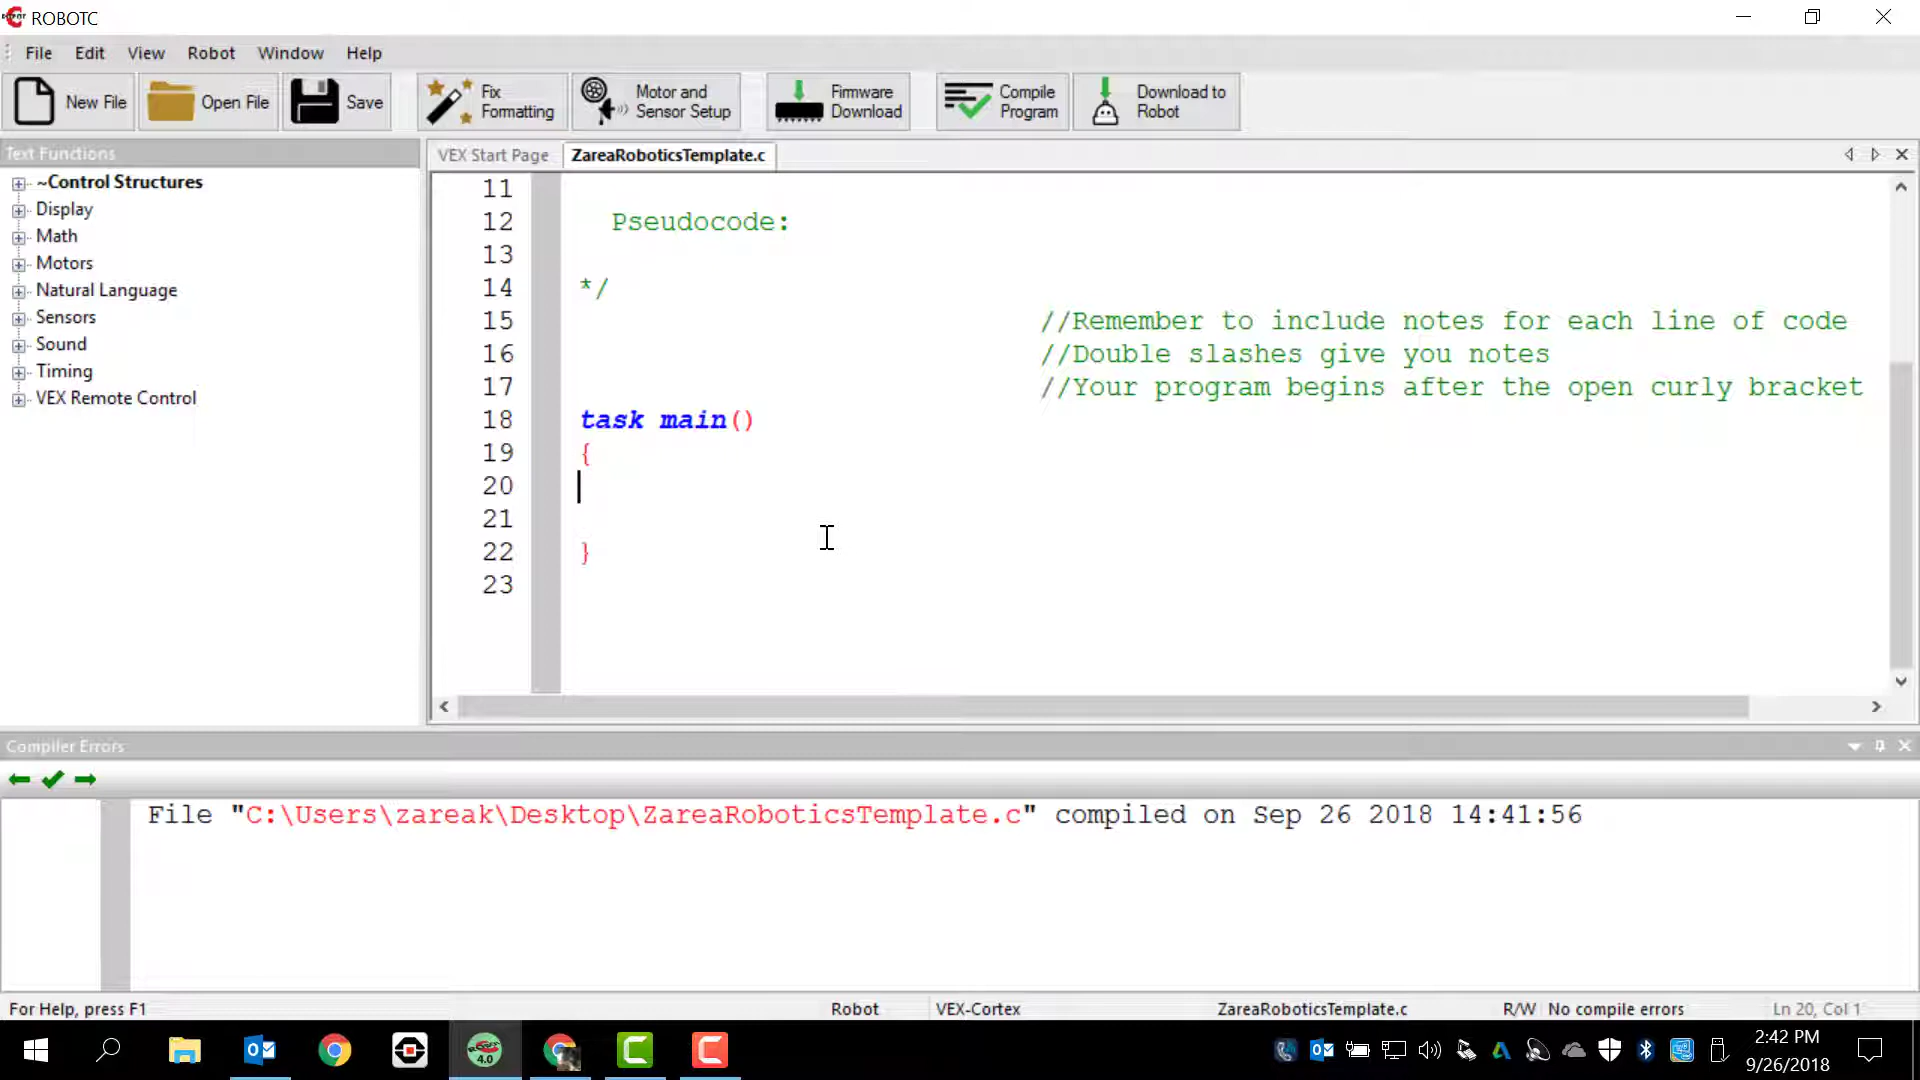 ROBOTC
File Edit View Robot Window Help
New File Open File Save Fix Formatting Motor and Sensor Setup Firmware Download Compile Program Download to Robot
Text Functions
~Control Structures
Display
Math
Motors
Natural Language
Sensors
Sound
Timing
VEX Remote Control
VEX Start Page ZareaRoboticsTemplate.c
11
12 Pseudocode:
13
14 */
15 //Remember to include notes for each line of code
16 //Double slashes give you notes
17 //Your program begins after the open curly bracket
18 task main()
19 {
20
21
22 }
23
Compiler Errors
File "C:\Users\zareak\Desktop\ZareaRoboticsTemplate.c" compiled on Sep 26 2018 14:41:56
For Help, press F1 Robot VEX-Cortex ZareaRoboticsTemplate.c R/W No compile errors Ln 20, Col 1
4.0
2:42 PM
9/26/2018